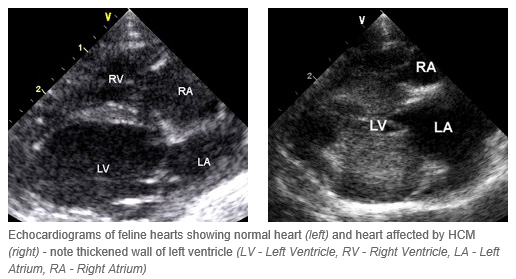 V
1
2
RV
RA
LV
LA
V
2
RA
LV
LA
Echocardiograms of feline hearts showing normal heart (left) and heart affected by HCM
(right) - note thickened wall of left ventricle (LV - Left Ventricle, RV - Right Ventricle, LA - Left
Atrium, RA - Right Atrium)